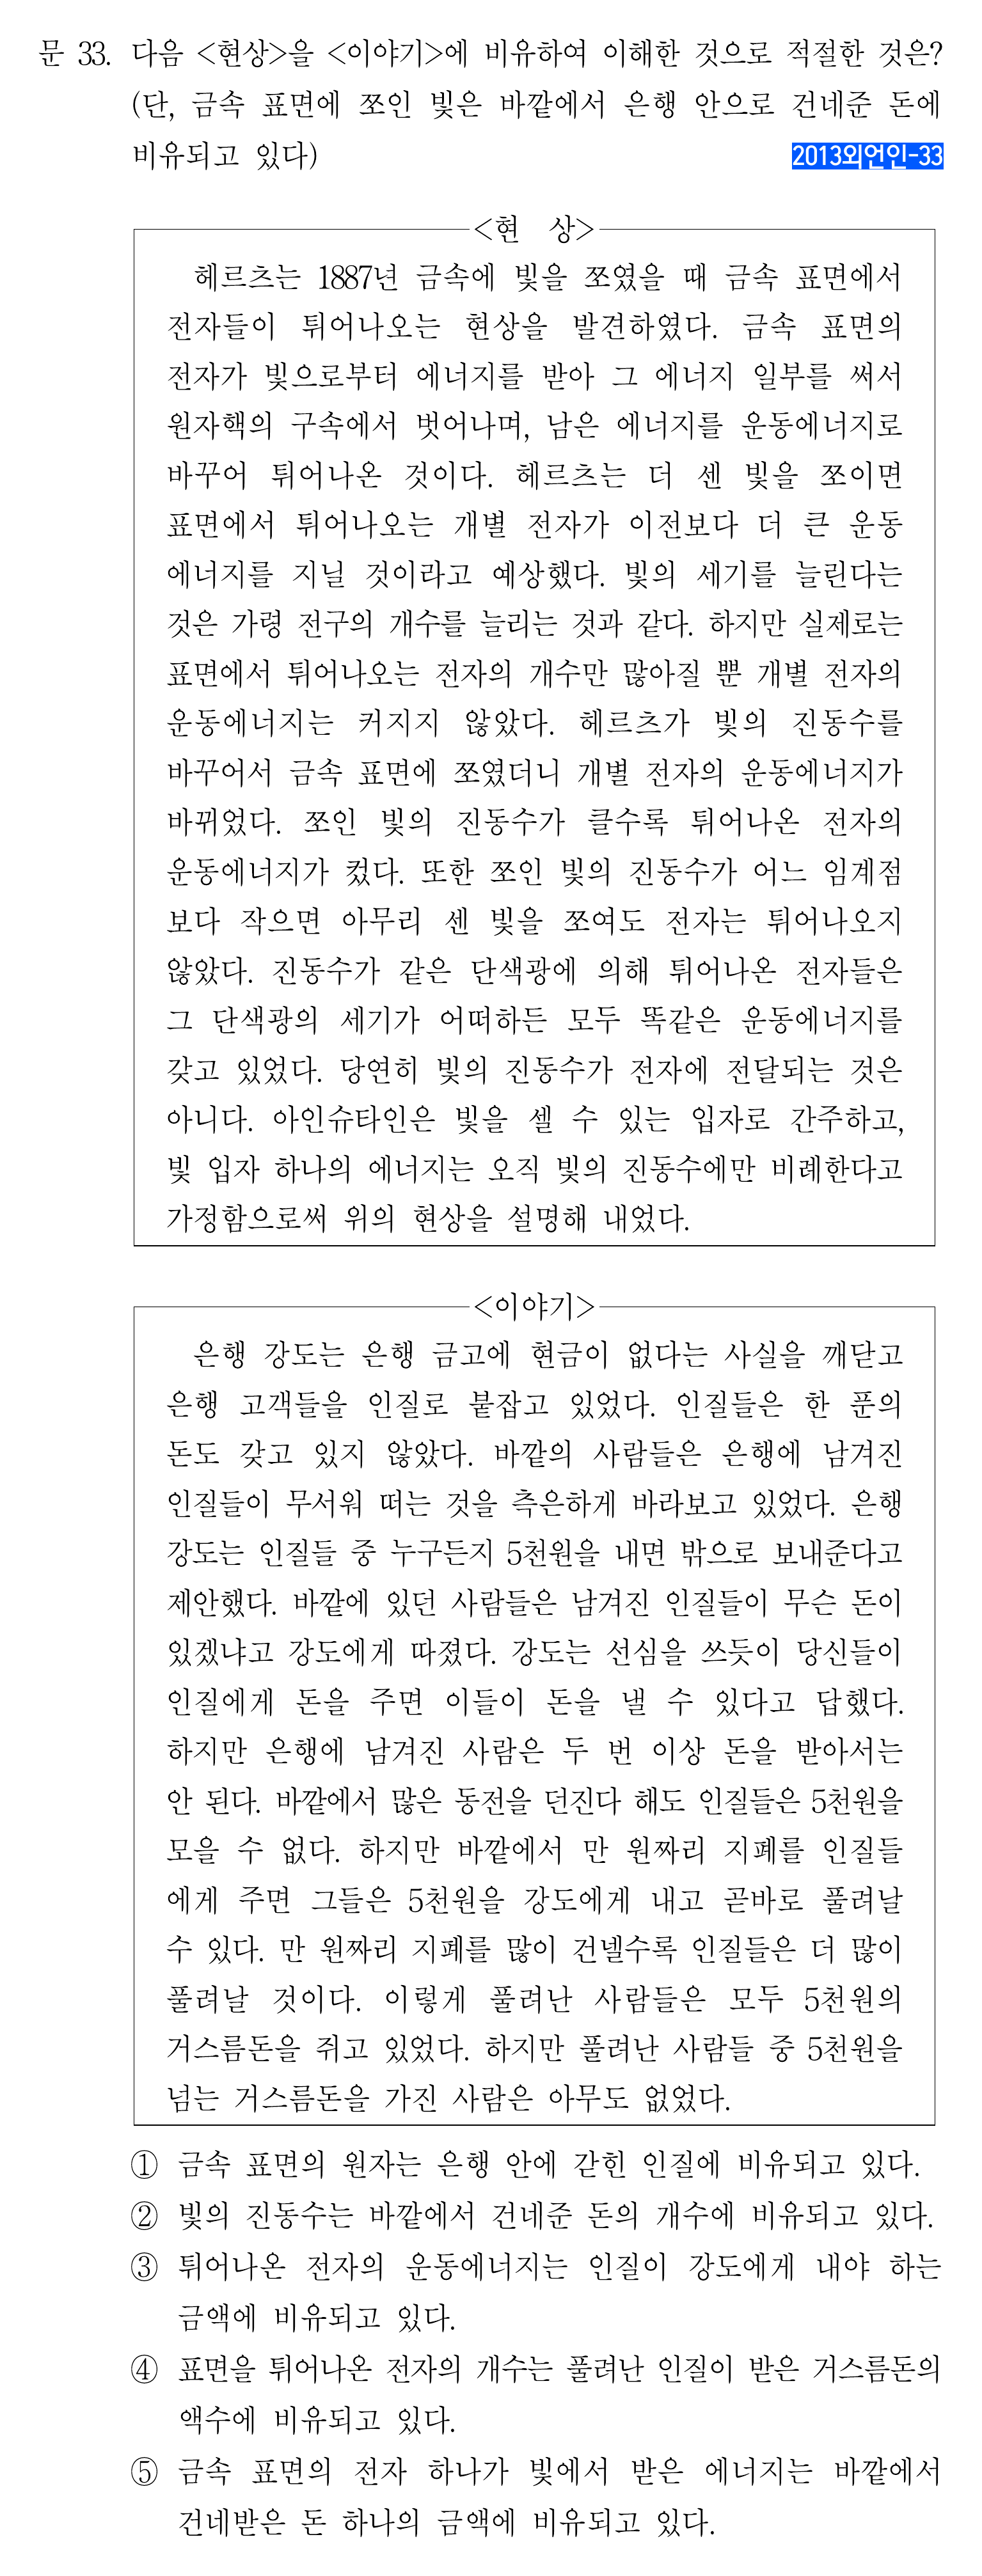 문 33. 다음 <현상>을 <이야기>에 비유하여 이해한 것으로 적절한 것은?
(단, 금속 표면에 쪼인 빛은 바깥에서 은행 안으로 건네준 돈에
비유되고 있다)
2013외언인-33
<현 상>
헤르츠는 1887년 금속에 빛을 쪼였을 때 금속 표면에서
전자들이 튀어나오는 현상을 발견하였다. 금속 표면의
전자가 빛으로부터 에너지를 받아 그 에너지 일부를 써서
원자핵의 구속에서 벗어나며, 남은 에너지를 운동에너지로
바꾸어 튀어나온 것이다. 헤르츠는 더 센 빛을 쪼이면
표면에서 튀어나오는 개별 전자가 이전보다 더 큰 운동
에너지를 지닐 것이라고 예상했다. 빛의 세기를 늘린다는
것은 가령 전구의 개수를 늘리는 것과 같다. 하지만 실제로는
표면에서 튀어나오는 전자의 개수만 많아질 뿐 개별 전자의
운동에너지는 커지지 않았다. 헤르츠가 빛의 진동수를
바꾸어서 금속 표면에 쪼였더니 개별 전자의 운동에너지가
바뀌었다. 쪼인 빛의 진동수가 클수록 튀어나온 전자의
운동에너지가 컸다. 또한 쪼인 빛의 진동수가 어느 임계점
보다 작으면 아무리 센 빛을 쪼여도 전자는 튀어나오지
않았다. 진동수가 같은 단색광에 의해 튀어나온 전자들은
그 단색광의 세기가 어떠하든 모두 똑같은 운동에너지를
갖고 있었다. 당연히 빛의 진동수가 전자에 전달되는 것은
아니다. 아인슈타인은 빛을 셀 수 있는 입자로 간주하고,
빛 입자 하나의 에너지는 오직 빛의 진동수에만 비례한다고
가정함으로써 위의 현상을 설명해 내었다.
<이야기>
은행 강도는 은행 금고에 현금이 없다는 사실을 깨닫고
은행 고객들을 인질로 붙잡고 있었다. 인질들은 한 푼의
돈도 갖고 있지 않았다. 바깥의 사람들은 은행에 남겨진
인질들이 무서워 떠는 것을 측은하게 바라보고 있었다. 은행
강도는 인질들 중 누구든지 5천원을 내면 밖으로 보내준다고
제안했다. 바깥에 있던 사람들은 남겨진 인질들이 무슨 돈이
있겠냐고 강도에게 따졌다. 강도는 선심을 쓰듯이 당신들이
인질에게 돈을 주면 이들이 돈을 낼 수 있다고 답했다.
하지만 은행에 남겨진 사람은 두 번 이상 돈을 받아서는
안 된다. 바깥에서 많은 동전을 던진다 해도 인질들은 5천원을
모을 수 없다. 하지만 바깥에서 만 원짜리 지폐를 인질들
에게 주면 그들은 5천원을 강도에게 내고 곧바로 풀려날
수 있다. 만 원짜리 지폐를 많이 건넬수록 인질들은 더 많이
풀려날 것이다. 이렇게 풀려난 사람들은 모두 5천원의
거스름돈을 쥐고 있었다. 하지만 풀려난 사람들 중 5천원을
넘는 거스름돈을 가진 사람은 아무도 없었다.
① 금속 표면의 원자는 은행 안에 갇힌 인질에 비유되고 있다.
② 빛의 진동수는 바깥에서 건네준 돈의 개수에 비유되고 있다.
③ 튀어나온 전자의 운동에너지는 인질이 강도에게 내야 하는
금액에 비유되고 있다.
④ 표면을 튀어나온 전자의 개수는 풀려난 인질이 받은 거스름돈의
액수에 비유되고 있다.
⑤ 금속 표면의 전자 하나가 빛에서 받은 에너지는 바깥에서
건네받은 돈 하나의 금액에 비유되고 있다.